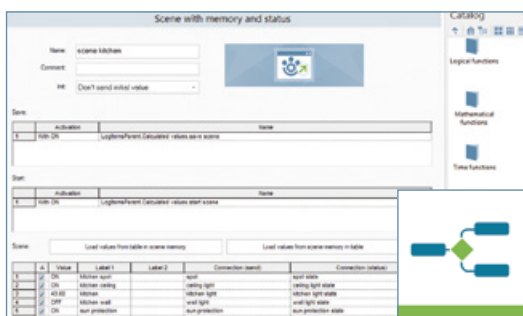 Scene with memory and status
Catalog
Name: scene kitchen
Comment:
Init: Don't send initial value
Logical functions
Save:
Activation Name
1 With ON LogItemsParent.Calculated values.save scene
Mathematical
functions
Start:
Activation Name
1 With ON LogItemsParent.Calculated values.start scene
Time functions
Scene: Load values from table in scene memory Load values from scene memory in table
A Value Label 1 Label 2 Connection (send) Connection (status)
1 ON kitchen spot spot spot state
2 ON kitchen ceiling ceiling light ceiling light state
3 kitchen kitchen light kitchen light state
4 OFF kitchen wall wall light wall light state
5 ON sun protection sun protection sun protection state